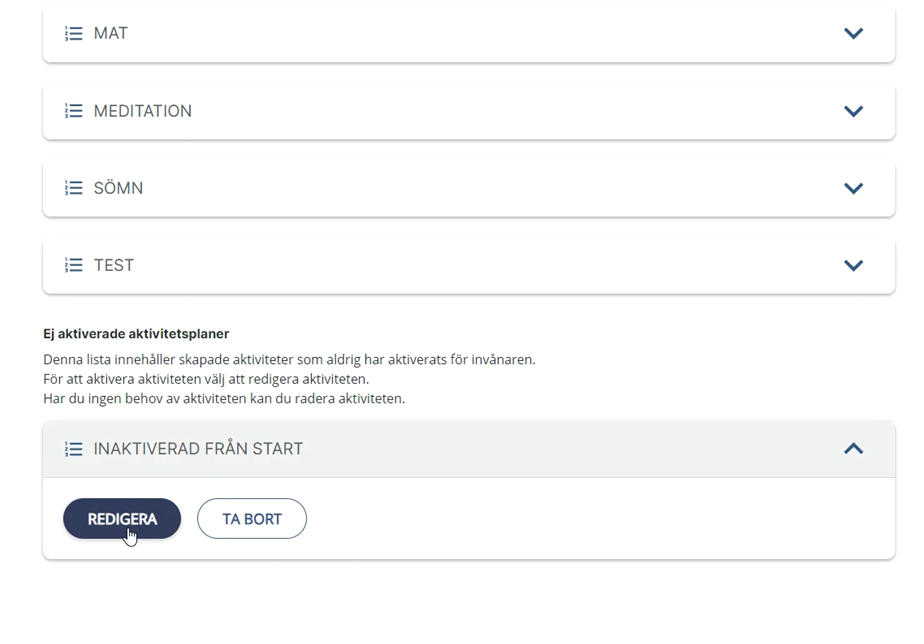 MAT
MEDITATION
SÖMN
TEST
Ej aktiverade aktivitetsplaner
Denna lista innehåller skapade aktiviteter som aldrig har aktiverats för invånaren.
För att aktivera aktiviteten välj att redigera aktiviteten.
Har du ingen behov av aktiviteten kan du radera aktiviteten.
INAKTIVERAD FRÅN START
REDIGERA
TA BORT